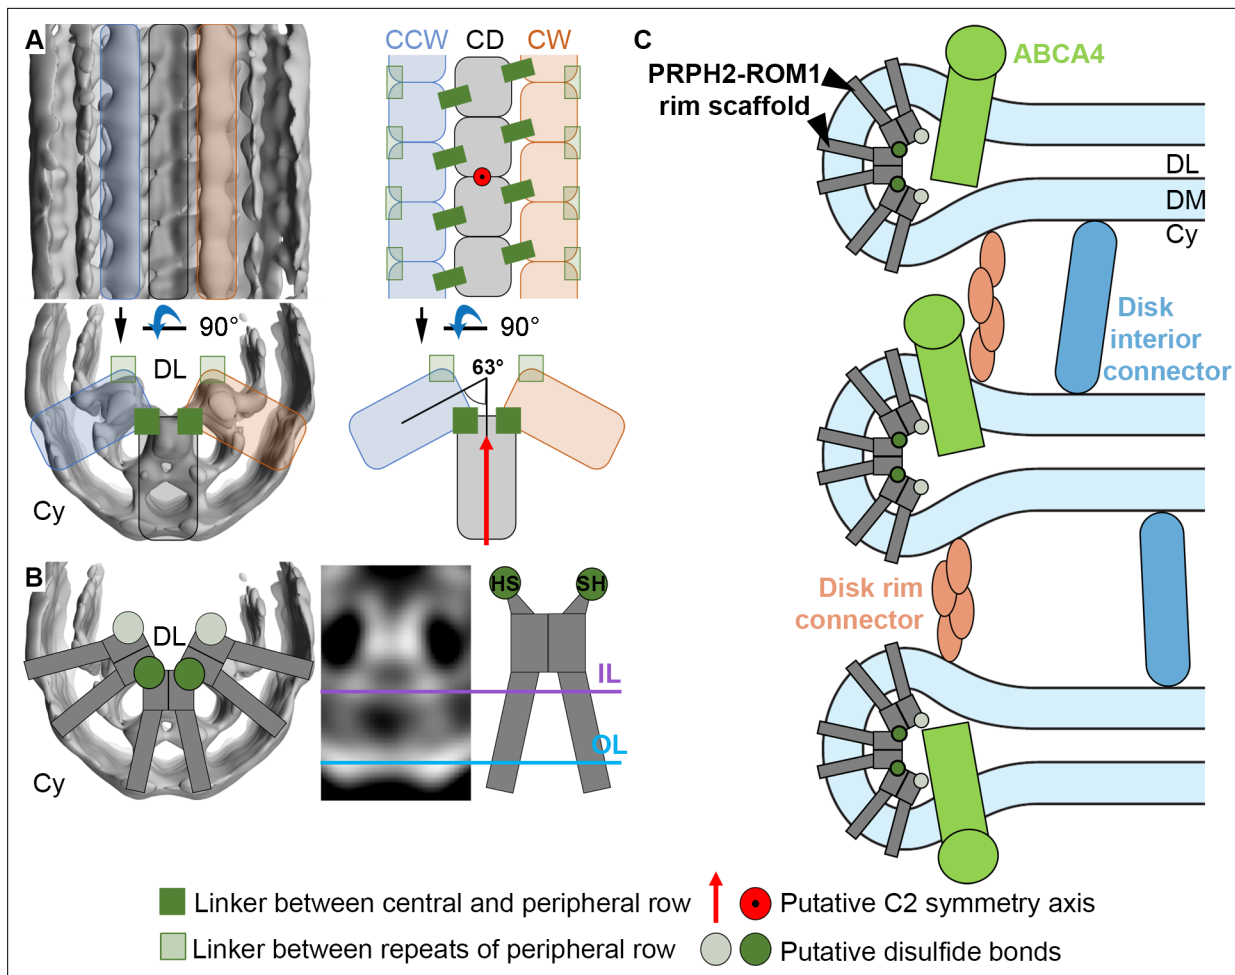 A
CCW CD CW
90°
90°
DL
Cy
63°
B
DL
Cy
HS SH
IL
OL
C
ABCA4
PRPH2-ROM1
rim scaffold
DL
DM
Cy
Disk
interior
connector
Disk rim
connector
Linker between central and peripheral row
Putative C2 symmetry axis
Linker between repeats of peripheral row
Putative disulfide bonds